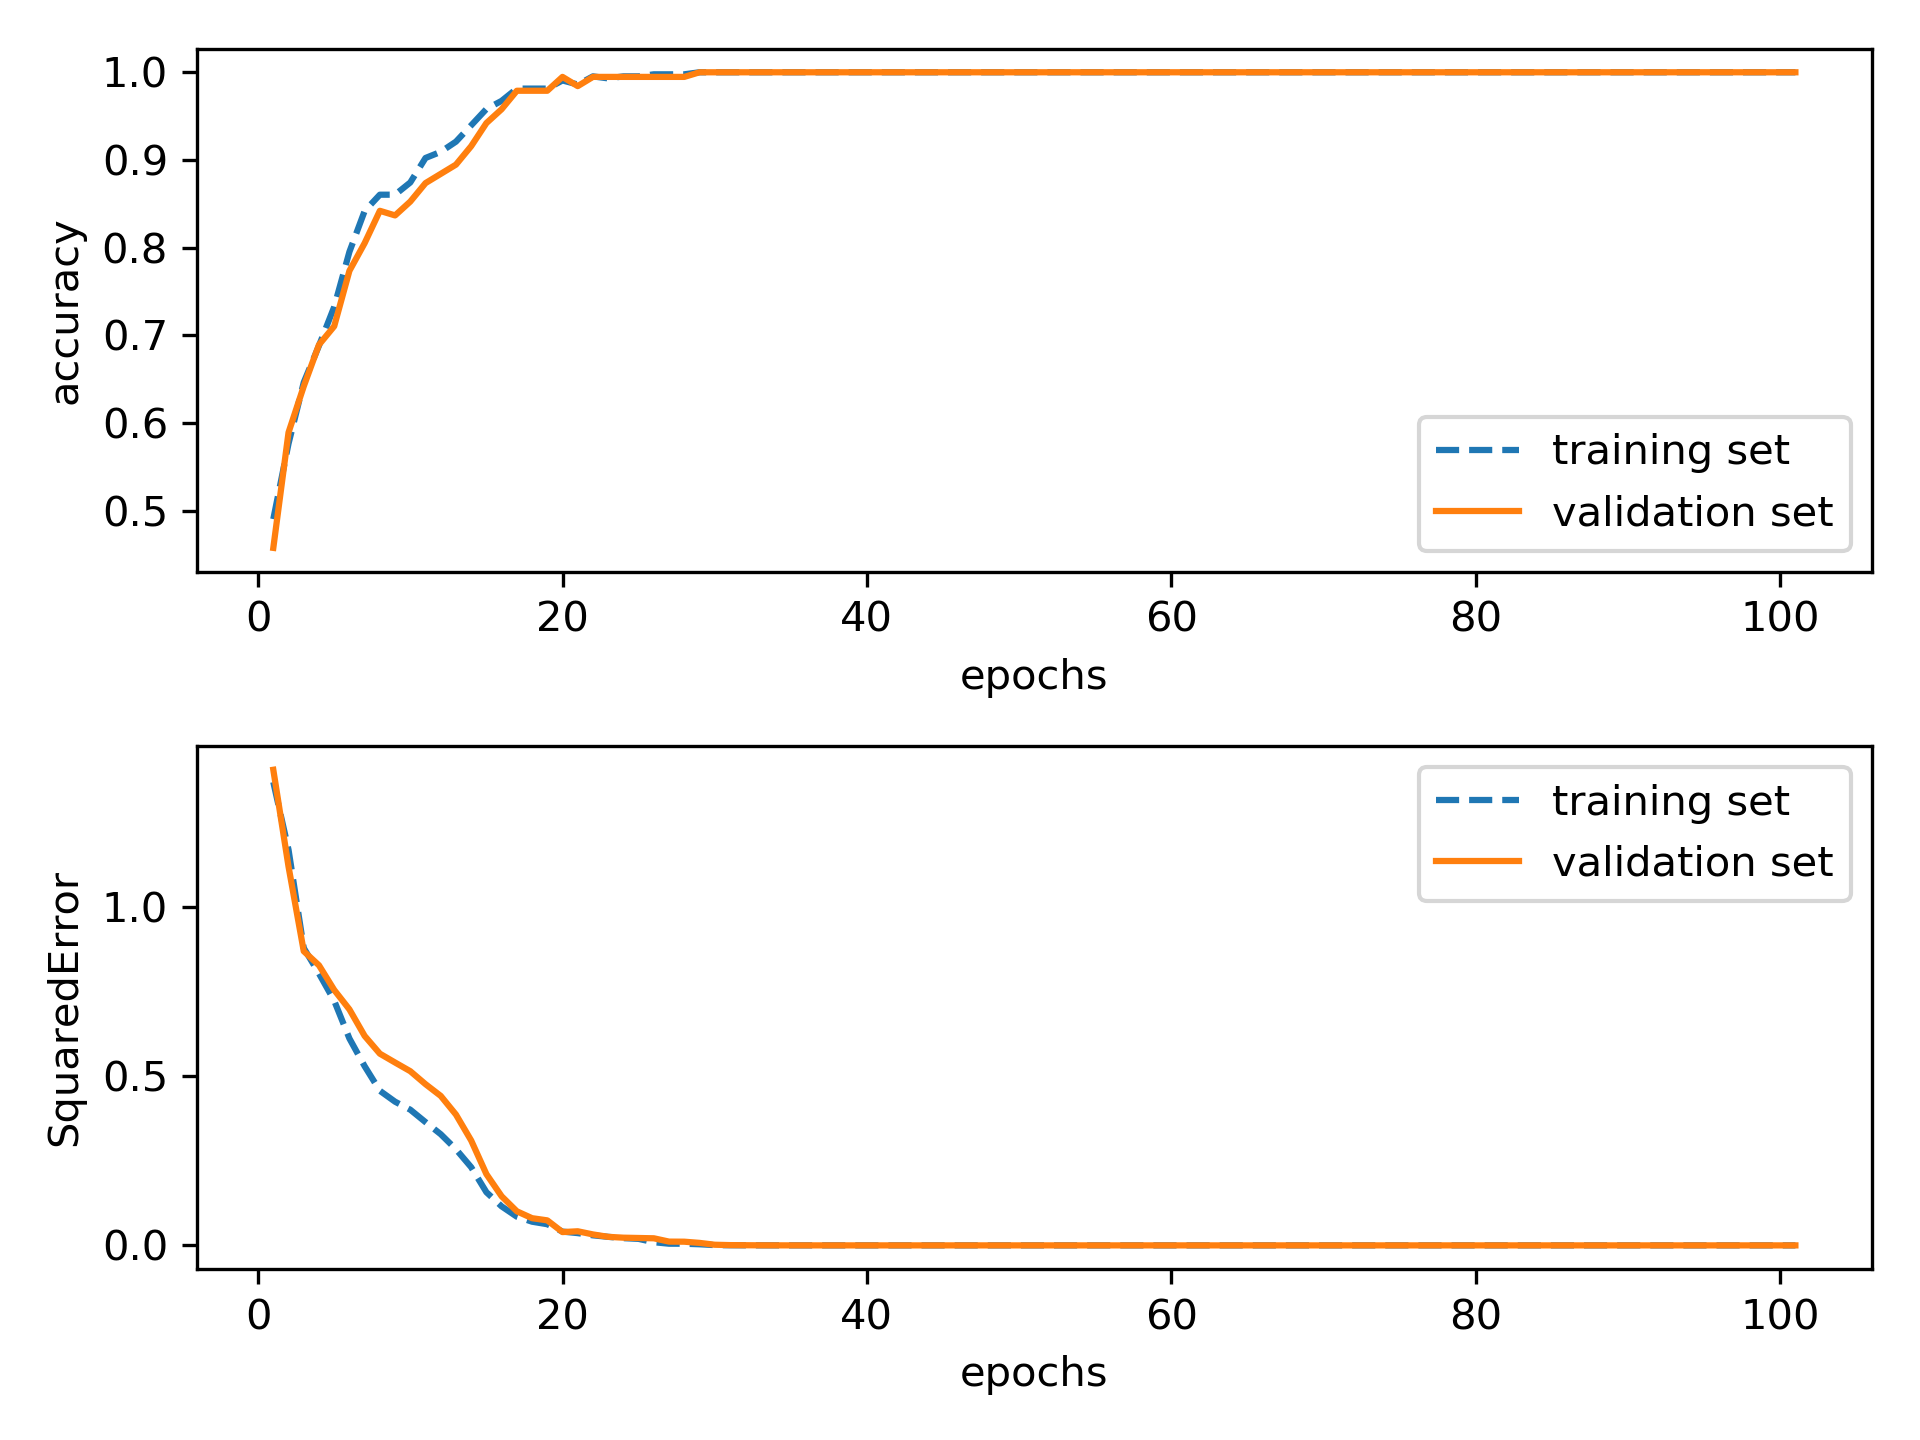 1.0
0.9
0.8
0.7
0.6
0.5
accuracy
training set
validation set
0 20 40 60 80 100
epochs
training set
validation set
1.0
0.5
0.0
SquaredError
0 20 40 60 80 100
epochs